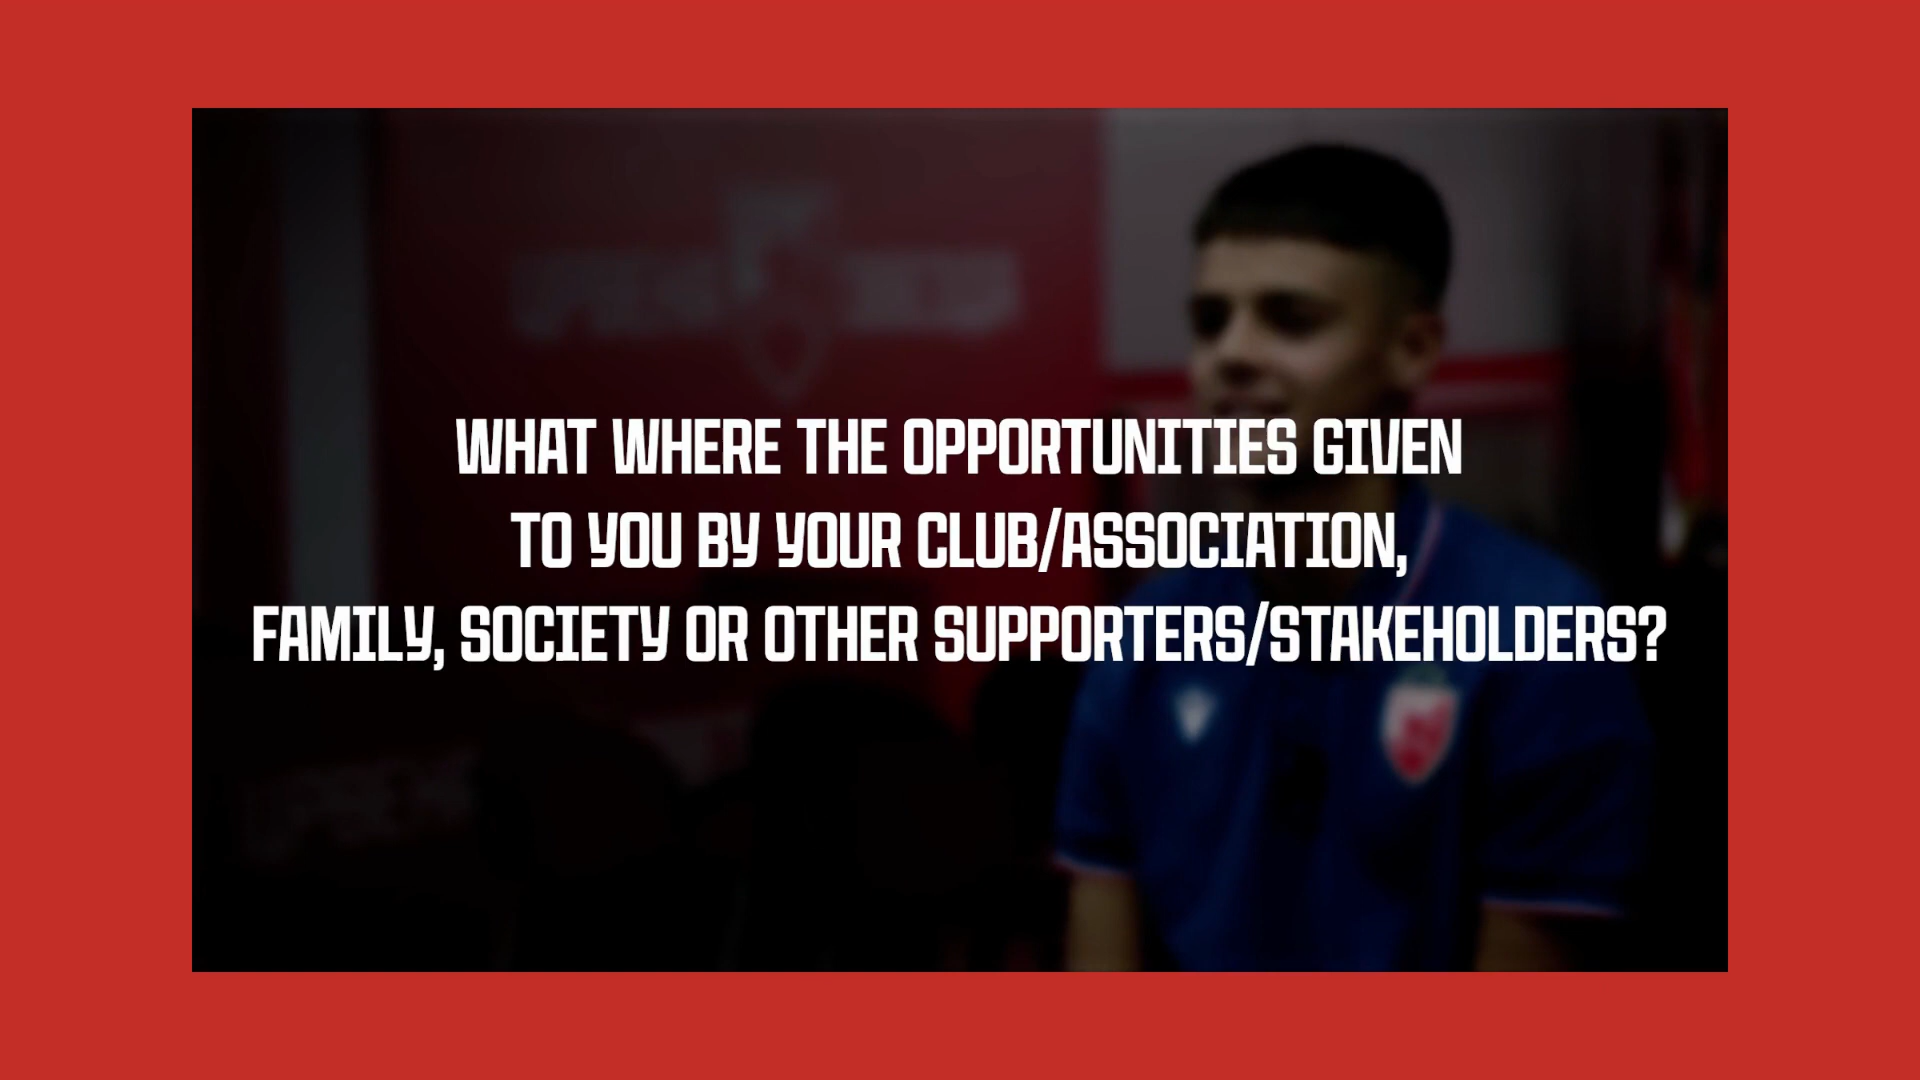 WHAT WHERE THE OPPORTUNITIES GIVEN
TO YOU BY YOUR CLUB/ASSOCIATION,
FAMILY, SOCIETY OR OTHER SUPPORTERS/STAKEHOLDERS?